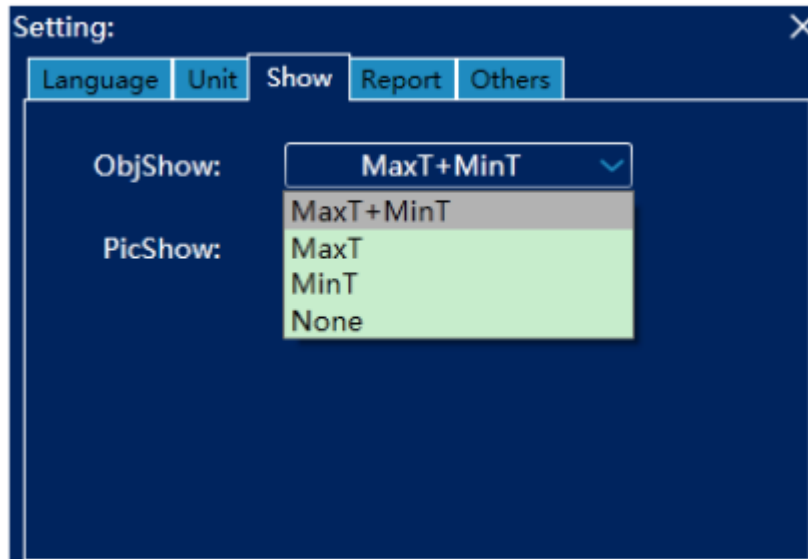 Setting:
Language Unit Show Report Others
ObjShow: MaxT+MinT
MaxT+MinT
PicShow: MaxT
MinT
None